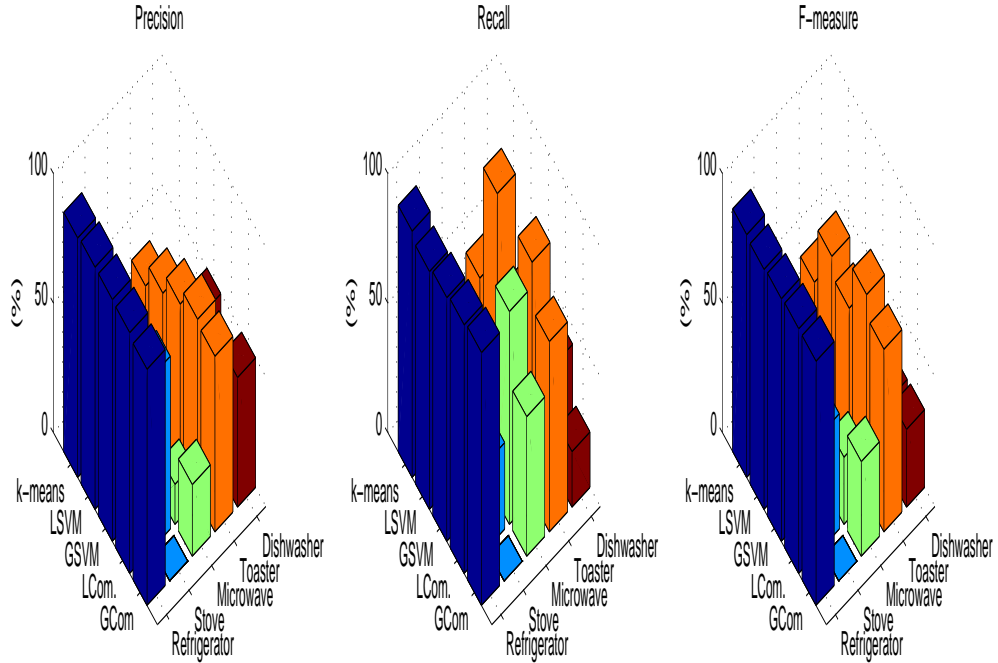 Precision
100
50
0
(%)
k-means
LSVM
GSVM
LCom.
GCom
Dishwasher
Toaster
Microwave
Stove
Refrigerator
Recall
100
50
0
(%)
k-means
LSVM
GSVM
LCom.
GCom
Dishwasher
Toaster
Microwave
Stove
Refrigerator
F-measure
100
50
0
(%)
k-means
LSVM
GSVM
LCom.
GCom
Dishwasher
Toaster
Microwave
Stove
Refrigerator